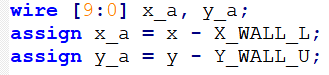 wire [9:0] x_a, y_a;
assign x_a = x - X_WALL_L;
assign y_a = y - Y_WALL_U;